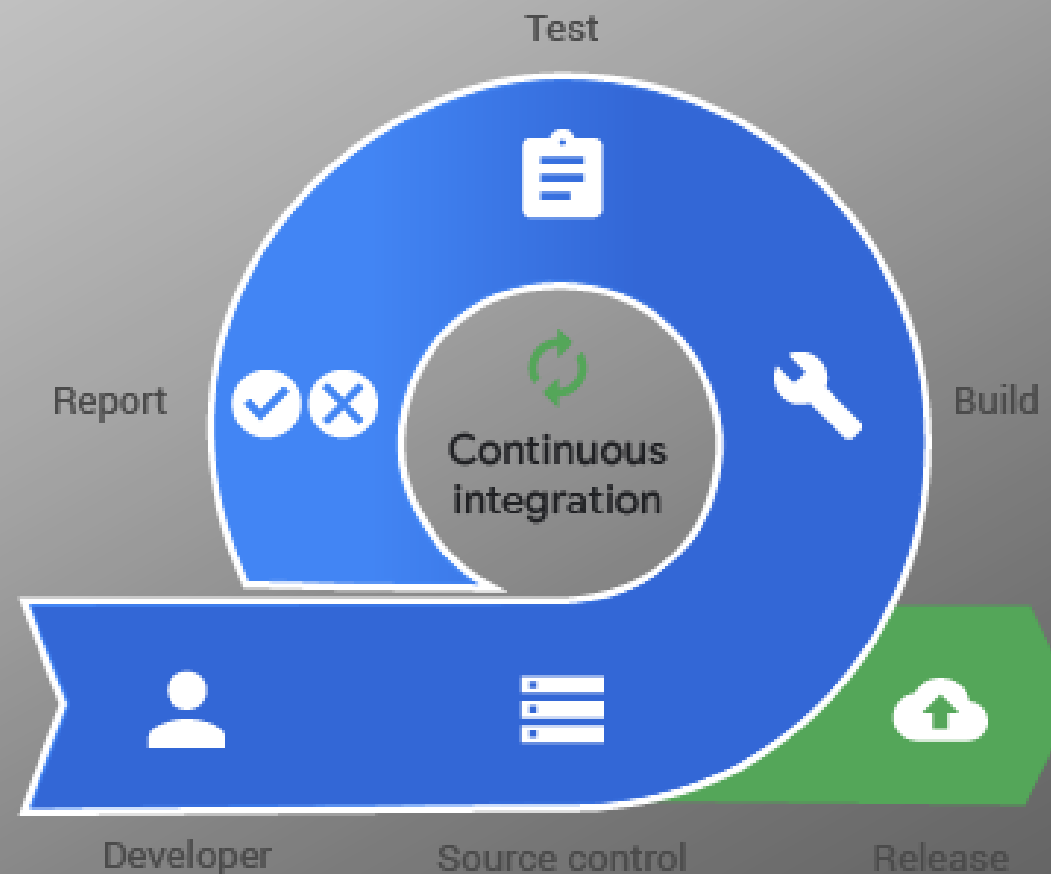 Test
Report
Continuous
integration
Build
Developer
Source control
Release